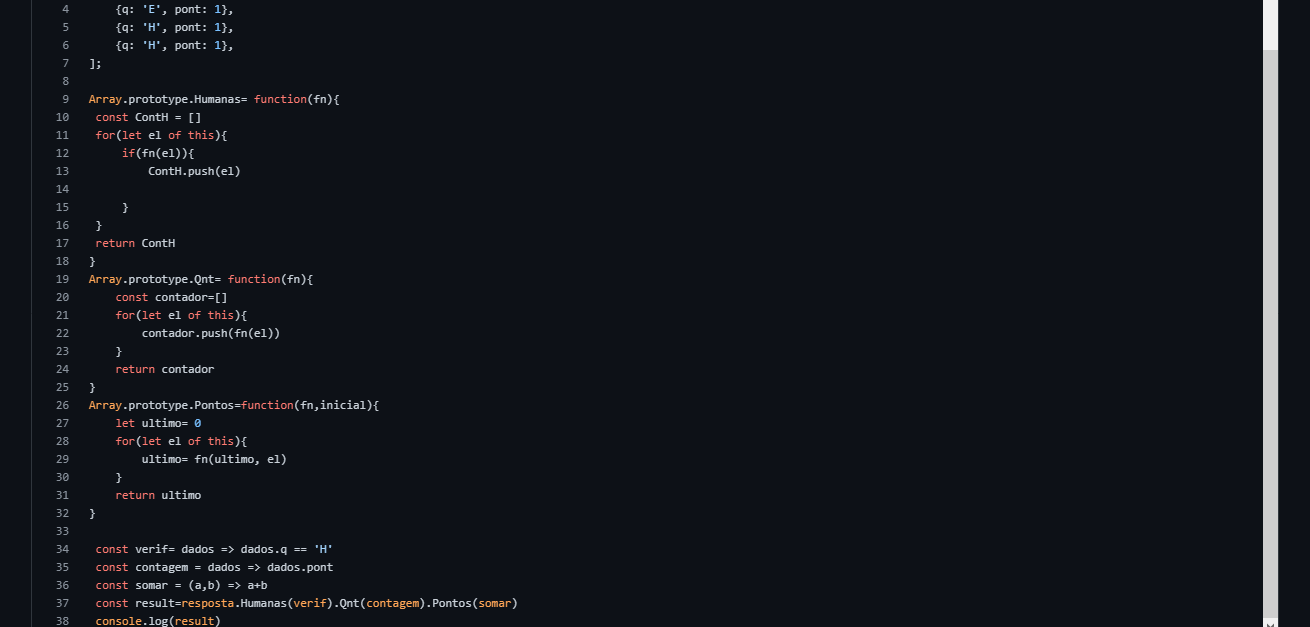 4 {q: 'E', pont: 1},
5 {q: 'H', pont: 1},
6 {q: 'H', pont: 1},
7 ];
8
9 Array.prototype.Humanas= function(fn){
10 const ContH = []
11 for(let el of this){
12 if(fn(el)){
13 ContH.push(el)
14
15 }
16 }
17 return ContH
18 }
19 Array.prototype.Qnt= function(fn){
20 const contador=[]
21 for(let el of this){
22 contador.push(fn(el))
23 }
24 return contador
25 }
26 Array.prototype.Pontos=function(fn,inicial){
27 let ultimo= 0
28 for(let el of this){
29 ultimo= fn(ultimo, el)
30 }
31 return ultimo
32 }
33
34 const verif= dados => dados.q == 'H'
35 const contagem = dados => dados.pont
36 const somar = (a,b) => a+b
37 const result=resposta.Humanas(verif).Qnt(contagem).Pontos(somar)
38 console.log(result)